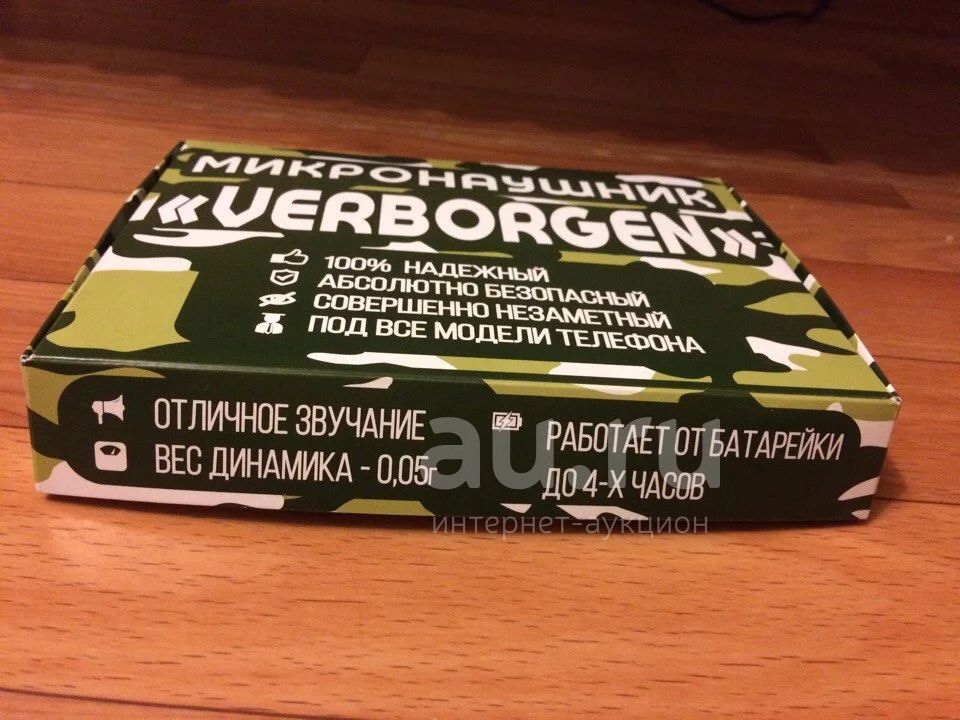 МИКРОНАУШНИК
«VERBORGEN»
100% НАДЕЖНЫЙ
АБСОЛЮТНО БЕЗОПАСНЫЙ
СОВЕРШЕННО НЕЗАМЕТНЫЙ
ПОД ВСЕ МОДЕЛИ ТЕЛЕФОНА
ОТЛИЧНОЕ ЗВУЧАНИЕ
ВЕС ДИНАМИКА - 0,05г
РАБОТАЕТ ОТ БАТАРЕЙКИ
ДО 4-Х ЧАСОВ
au.ru
интернет-аукцион